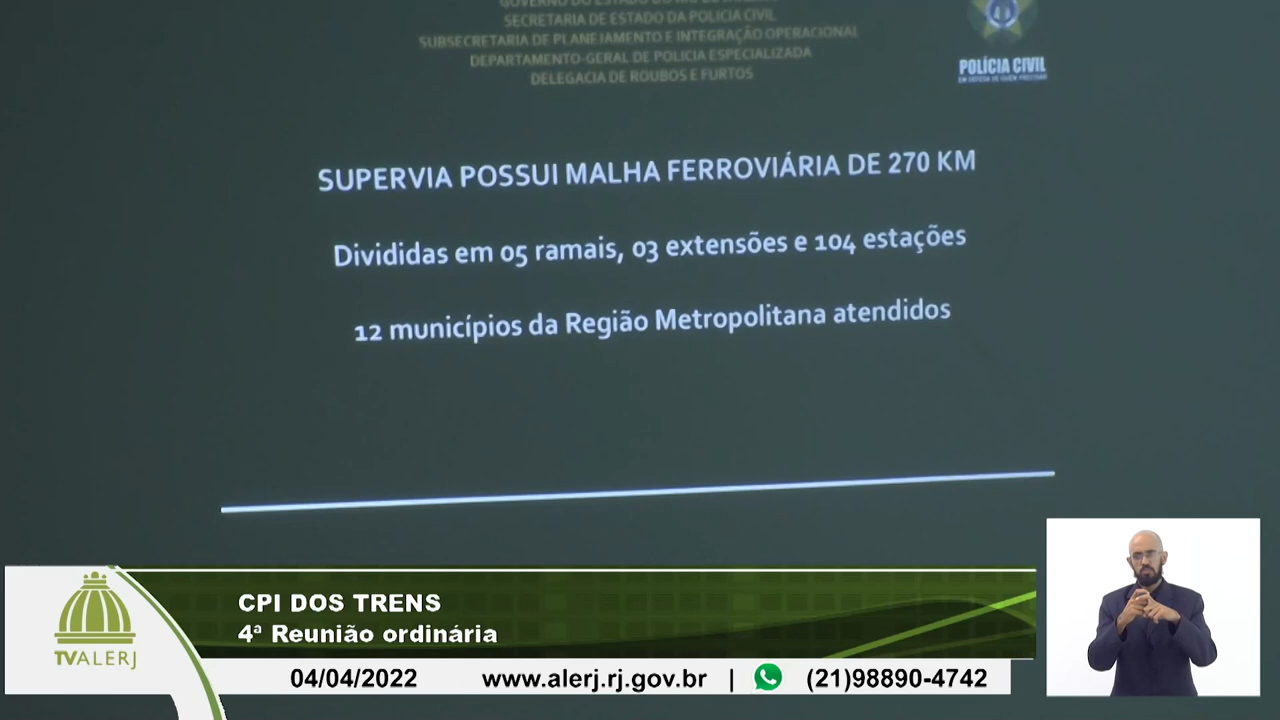 SECRETARIA DE ESTADO DA POLICIA CIVIL
SUBSECRETARIA DE PLANEJAMENTO E INTEGRAÇÃO OPERACIONAL
DEPARTAMENTO-GERAL DE POLICIA ESPECIALIZADA
DELEGACIA DE ROUBOS E FURTOS
POLÍCIA CIVIL
SUPERVIA POSSUI MALHA FERROVIÁRIA DE 270 KM
Divididas em 05 ramais, 03 extensões e 104 estações
12 municípios da Região Metropolitana atendidos
CPI DOS TRENS
4ª Reunião ordinária
TVALERJ
04/04/2022 www.alerj.rj.gov.br | (21)98890-4742